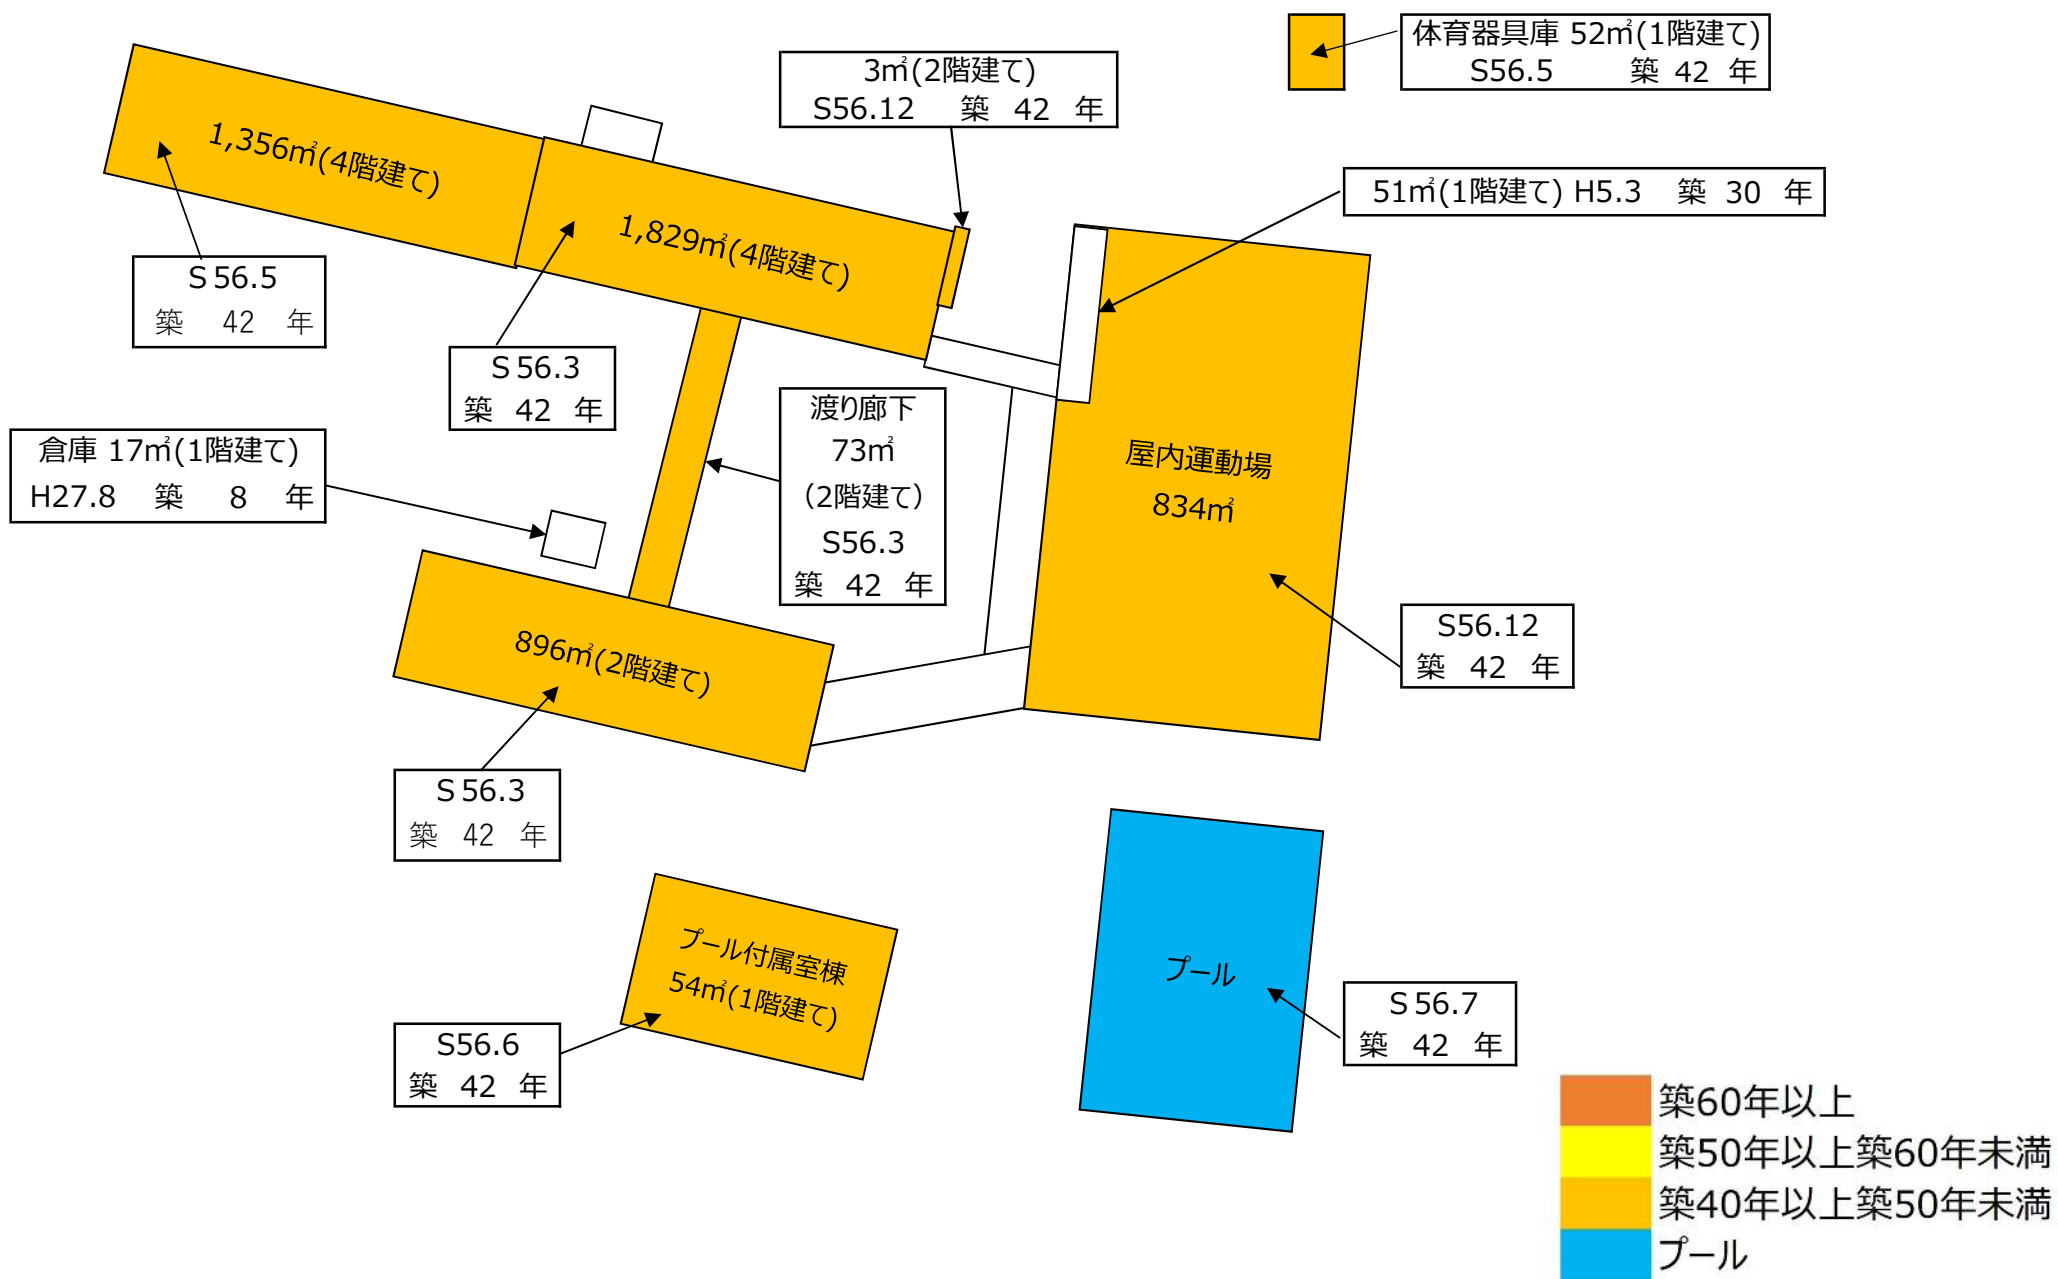 体育器具庫 52㎡(1階建て)
S56.5 築 42 年
3㎡(2階建て)
S56.12 築 42 年
1,356㎡(4階建て)
51㎡(1階建て) H5.3 築 30 年
1,829㎡(4階建て)
S 56.5
築 42 年
S 56.3
築 42 年
渡り廊下
73㎡
(2階建て)
S56.3
築 42 年
倉庫 17㎡(1階建て)
H27.8 築 8 年
屋内運動場
834㎡
S56.12
築 42 年
896㎡(2階建て)
S 56.3
築 42 年
プール付属室棟
54㎡(1階建て)
プール
S 56.7
築 42 年
S56.6
築 42 年
築60年以上
築50年以上築60年未満
築40年以上築50年未満
プール